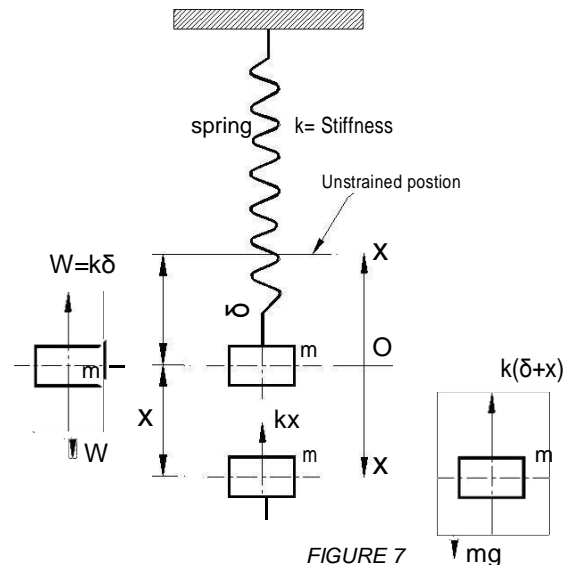 spring k= Stiffness
Unstrained postion
W=kδ
X
δ
m
O
m
k(δ+x)
X
kx
W
m
X
m
FIGURE 7
mg